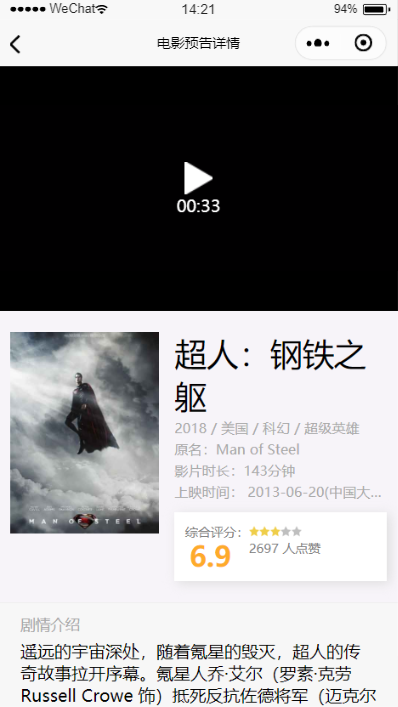 WeChat 14:21 94%
电影预告详情
00:33
超人：钢铁之
躯
2018 / 美国 / 科幻 / 超级英雄
原名：Man of Steel
影片时长：143分钟
上映时间： 2013-06-20(中国大...
MAN OF STEEL
综合评分：
6.9
2697 人点赞
剧情介绍
遥远的宇宙深处，随着氪星的毁灭，超人的传
奇故事拉开序幕。氪星人乔·艾尔（罗素·克劳
Russell Crowe 饰）抵死反抗佐德将军（迈克尔